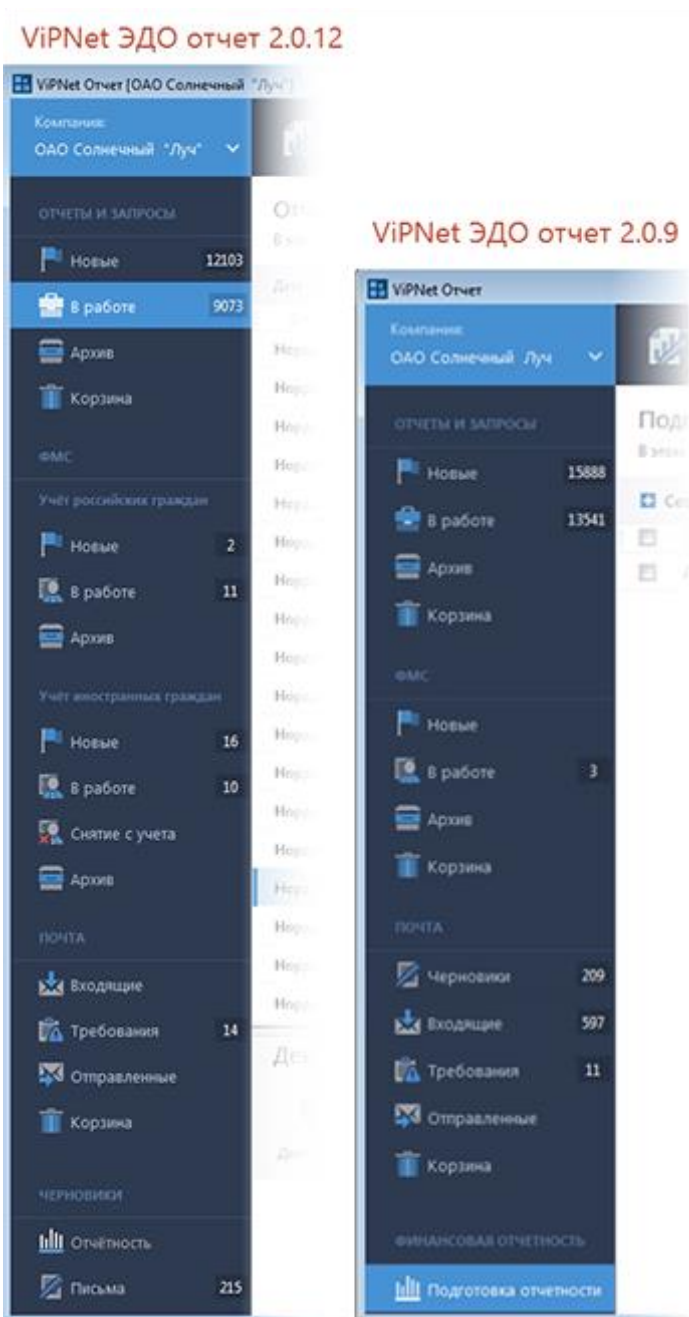 ViPNet ЭДО отчет 2.0.12
ViPNet Отчет [ОАО Солнечный "Луч"]
Компания:
ОАО Солнечный "Луч"
ОТЧЕТЫ И ЗАПРОСЫ
Новые 12103
В работе 9073
Архив
Корзина
ФМС
Учёт российских граждан
Новые 2
В работе 11
Архив
Учёт иностранных граждан
Новые 16
В работе 10
Снятие с учета
Архив
ПОЧТА
Входящие
Требования 14
Отправленные
Корзина
ЧЕРНОВИКИ
Отчётность
Письма 215
ViPNet ЭДО отчет 2.0.9
ViPNet Отчет
Компания:
ОАО Солнечный Луч
ОТЧЕТЫ И ЗАПРОСЫ
Новые 15888
В работе 13541
Архив
Корзина
ФМС
Новые
В работе 3
Архив
Корзина
ПОЧТА
Черновики 209
Входящие 597
Требования 11
Отправленные
Корзина
ФИНАНСОВАЯ ОТЧЕТНОСТЬ
Подготовка отчетности